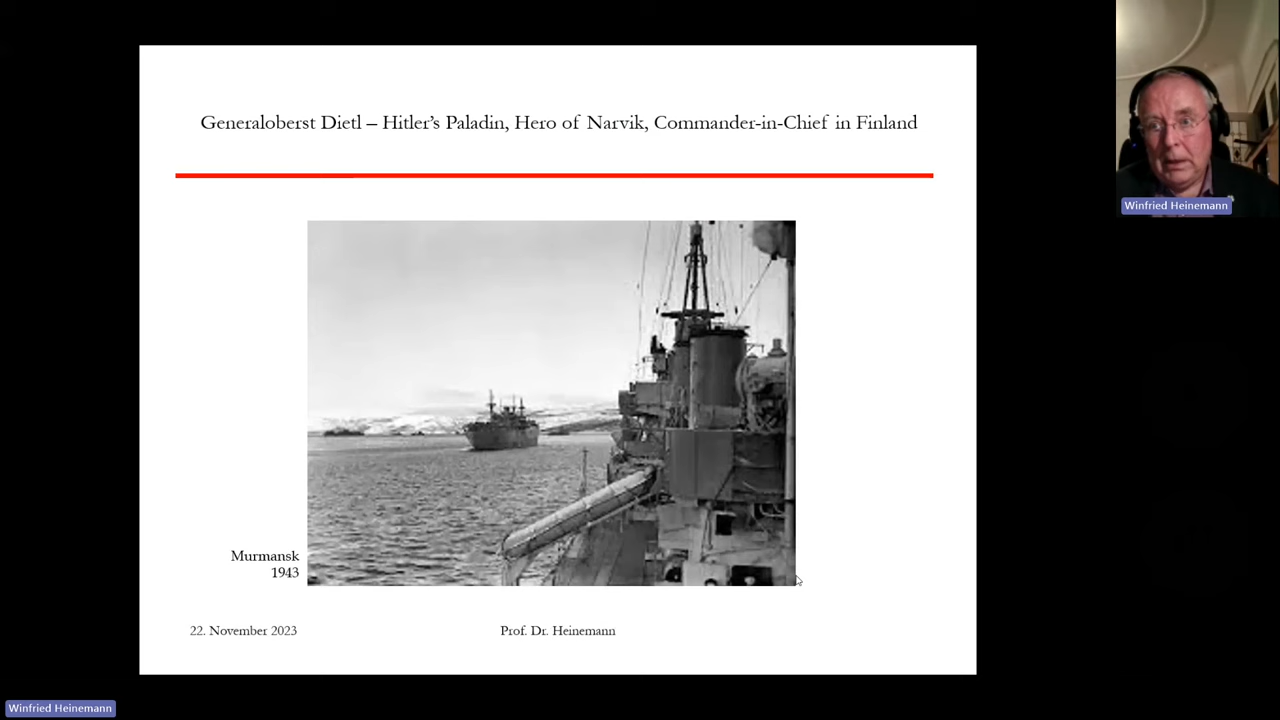 Generaloberst Dietl – Hitler's Paladin, Hero of Narvik, Commander-in-Chief in Finland
Winfried Heinemann
Murmansk
1943
22. November 2023
Prof. Dr. Heinemann
Winfried Heinemann